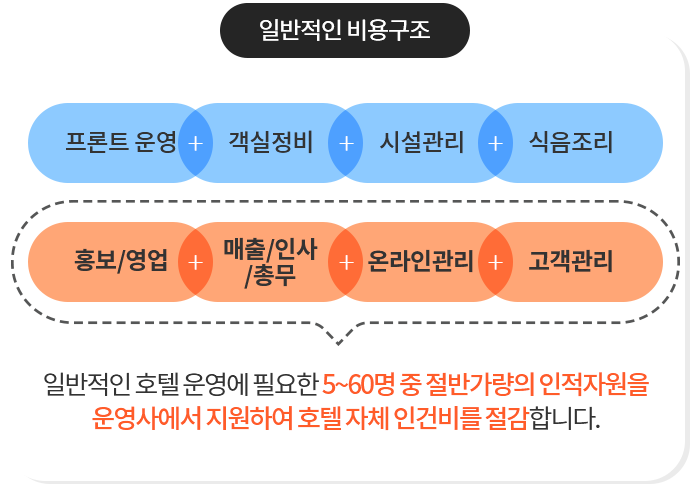 일반적인 비용구조
프론트 운영 + 객실정비 + 시설관리 + 식음조리
홍보/영업 + 매출/인사 + 온라인관리 + 고객관리
/총무
일반적인 호텔 운영에 필요한 5~60명 중 절반가량의 인적자원을
운영사에서 지원하여 호텔 자체 인건비를 절감합니다.